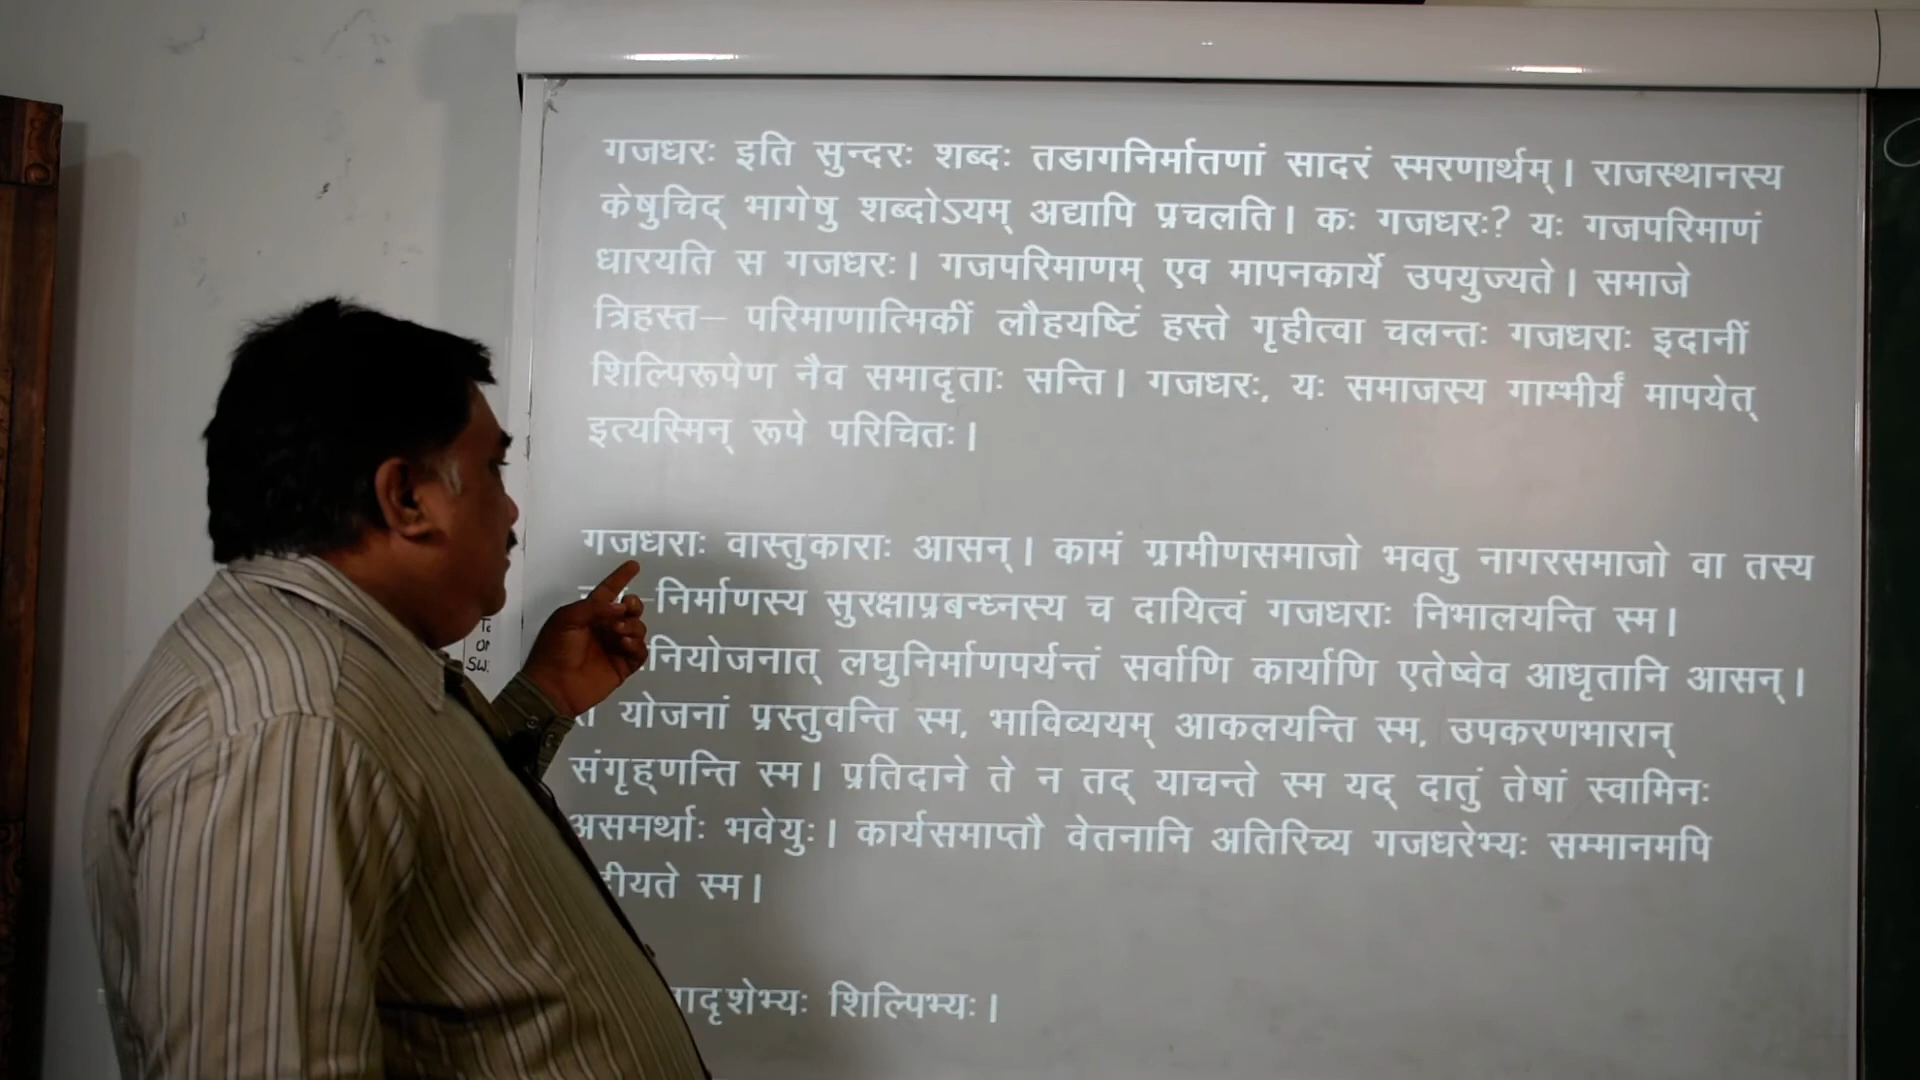 गजधरः इति सुन्दरः शब्दः तडागनिर्मातणां सादरं स्मरणार्थम्। राजस्थानस्य
केषुचिद् भागेषु शब्दोऽयम् अद्यापि प्रचलति। कः गजधरः? यः गजपरिमाणं
धारयति स गजधरः। गजपरिमाणम् एव मापनकार्ये उपयुज्यते। समाजे
त्रिहस्त– परिमाणात्मिकीं लौहयष्टिं हस्ते गृहीत्वा चलन्तः गजधराः इदानीं
शिल्पिरूपेण नैव समादृताः सन्ति। गजधरः, यः समाजस्य गाम्भीर्यं मापयेत्
इत्यस्मिन् रूपे परिचितः।
गजधराः वास्तुकाराः आसन्। कामं ग्रामीणसमाजो भवतु नागरसमाजो वा तस्य
–निर्माणस्य सुरक्षाप्रबन्ध्नस्य च दायित्वं गजधराः निभालयन्ति स्म।
नियोजनात् लघुनिर्माणपर्यन्तं सर्वाणि कार्याणि एतेष्वेव आधृतानि आसन्।
योजनां प्रस्तुवन्ति स्म, भाविव्ययम् आकलयन्ति स्म, उपकरणभारान्
संगृह्णन्ति स्म। प्रतिदाने ते न तद् याचन्ते स्म यद् दातुं तेषां स्वामिनः
असमर्थाः भवेयुः। कार्यसमाप्तौ वेतनानि अतिरिच्य गजधरेभ्यः सम्मानमपि
स्म।
शिल्पिभ्यः।